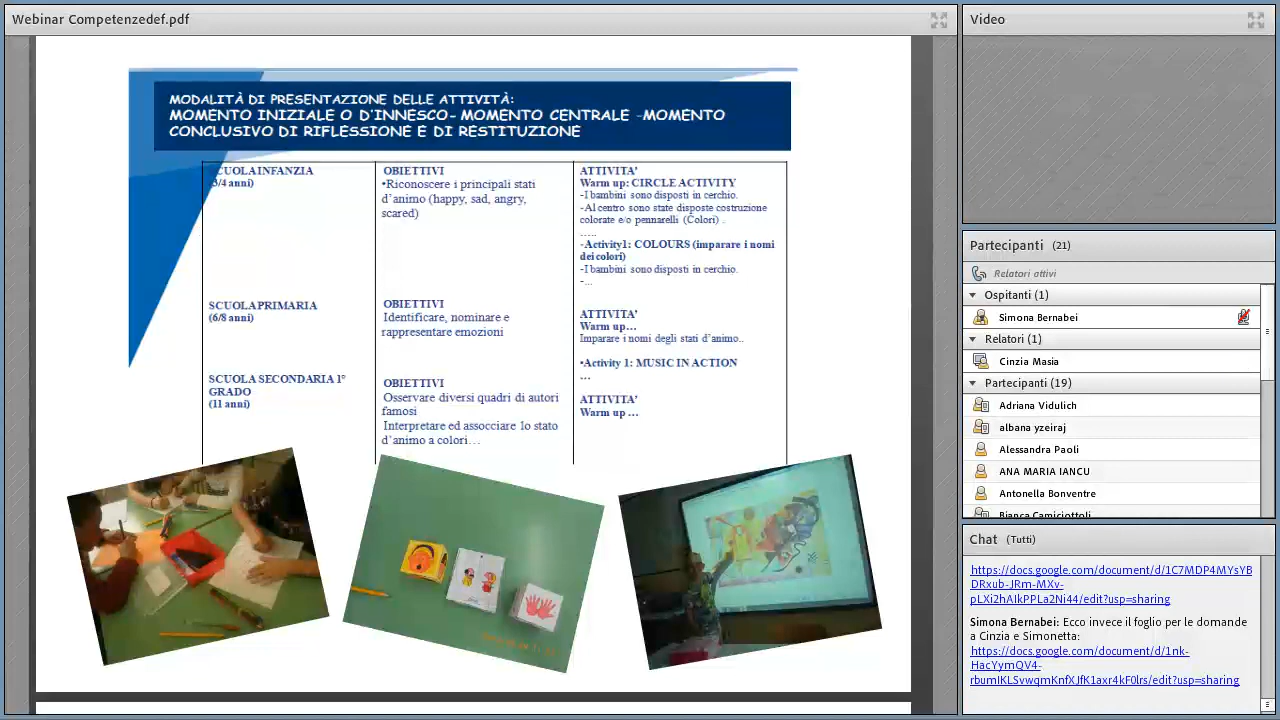 Webinar Competenzedef.pdf
MODALITÀ DI PRESENTAZIONE DELLE ATTIVITÀ:
MOMENTO INIZIALE O D'INNESCO- MOMENTO CENTRALE -MOMENTO
CONCLUSIVO DI RIFLESSIONE E DI RESTITUZIONE
SCUOLA INFANZIA
(3/4 anni)
OBIETTIVI
•Riconoscere i principali stati
d'animo (happy, sad, angry,
scared)
ATTIVITA'
Warm up: CIRCLE ACTIVITY
-I bambini sono disposti in cerchio.
-Al centro sono state disposte costruzione
colorate e/o pennarelli (Colori) .
.....
-Activity1: COLOURS (imparare i nomi
dei colori)
-I bambini sono disposti in cerchio.
-...
SCUOLA PRIMARIA
(6/8 anni)
OBIETTIVI
Identificare, nominare e
rappresentare emozioni
ATTIVITA'
Warm up...
Imparare i nomi degli stati d'animo..
•Activity 1: MUSIC IN ACTION
...
SCUOLA SECONDARIA 1°
GRADO
(11 anni)
OBIETTIVI
Osservare diversi quadri di autori
famosi
Interpretare ed assocciare lo stato
d'animo a colori...
ATTIVITA'
Warm up ...
Video
Partecipanti (21)
Relatori attivi
Ospitanti (1)
Simona Bernabei
Relatori (1)
Cinzia Masia
Partecipanti (19)
Adriana Vidulich
albana yzeiraj
Alessandra Paoli
ANA MARIA IANCU
Antonella Bonventre
Bianca Camiciottoli
Chat (Tutti)
https://docs.google.com/document/d/1C7MDP4MYsYB
DRxub-JRm-MXv-
pLXi2hAIkPPLa2Ni44/edit?usp=sharing
Simona Bernabei: Ecco invece il foglio per le domande
a Cinzia e Simonetta:
https://docs.google.com/document/d/1nk-
HacYymQV4-
rbumIKLSvwqmKnfXJfK1axr4kF0lrs/edit?usp=sharing